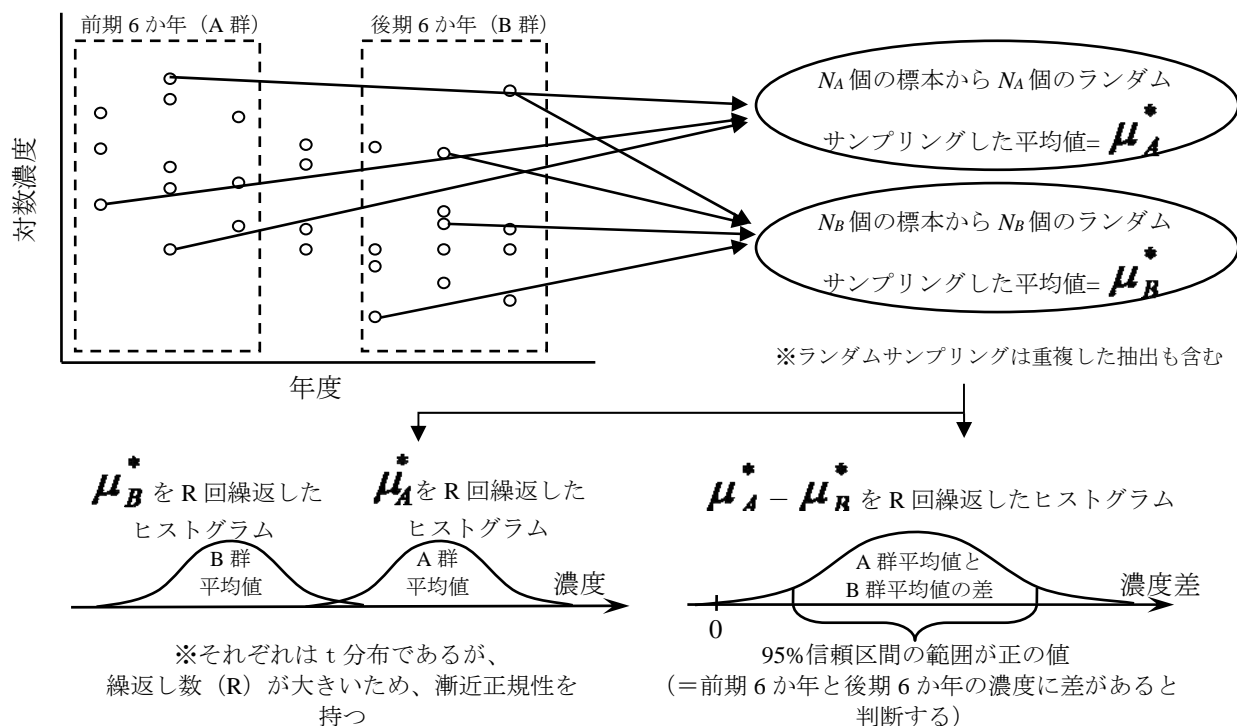 前期 6 か年（A 群）
後期 6 か年（B 群）
対数濃度
年度
N_A 個の標本から N_A 個のランダム
サンプリングした平均値= μ*_A
N_B 個の標本から N_B 個のランダム
サンプリングした平均値= μ*_B
※ランダムサンプリングは重複した抽出も含む
μ*_B を R 回繰返した
ヒストグラム
μ*_A を R 回繰返した
ヒストグラム
B 群
平均値
A 群
平均値
濃度
※それぞれは t 分布であるが、
繰返し数（R）が大きいため、漸近正規性を
持つ
μ*_A − μ*_B を R 回繰返したヒストグラム
A 群平均値と
B 群平均値の差
濃度差
0
95%信頼区間の範囲が正の値
（＝前期 6 か年と後期 6 か年の濃度に差があると
判断する）